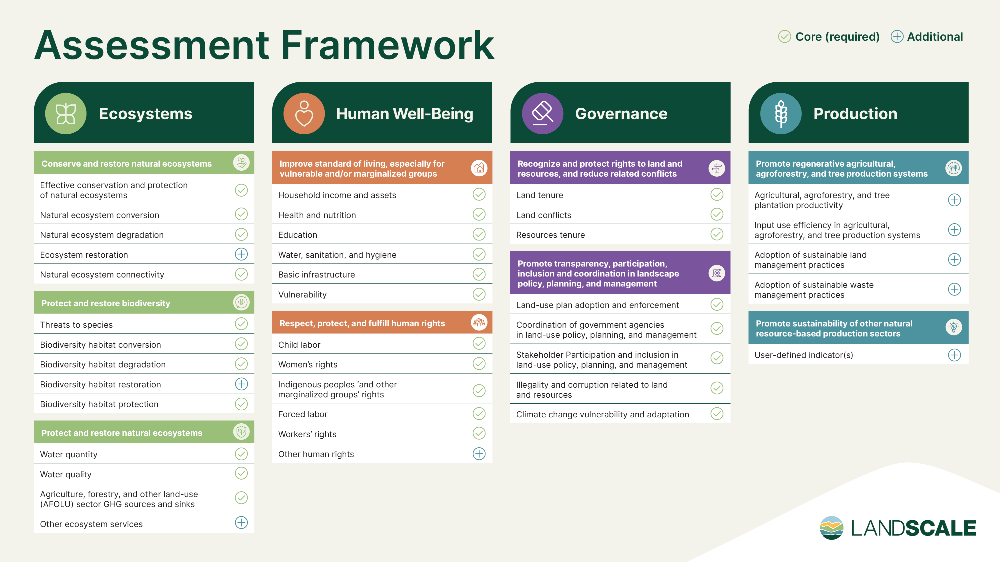 Assessment Framework
Core (required)
Additional
Ecosystems
Conserve and restore natural ecosystems
Effective conservation and protection
of natural ecosystems
Natural ecosystem conversion
Natural ecosystem degradation
Ecosystem restoration
Natural ecosystem connectivity
Protect and restore biodiversity
Threats to species
Biodiversity habitat conversion
Biodiversity habitat degradation
Biodiversity habitat restoration
Biodiversity habitat protection
Protect and restore natural ecosystems
Water quantity
Water quality
Agriculture, forestry, and other land-use
(AFOLU) sector GHG sources and sinks
Other ecosystem services
Human Well-Being
Improve standard of living, especially for
vulnerable and/or marginalized groups
Household income and assets
Health and nutrition
Education
Water, sanitation, and hygiene
Basic infrastructure
Vulnerability
Respect, protect, and fulfill human rights
Child labor
Women’s rights
Indigenous peoples ‘and other
marginalized groups’ rights
Forced labor
Workers’ rights
Other human rights
Governance
Recognize and protect rights to land and
resources, and reduce related conflicts
Land tenure
Land conflicts
Resources tenure
Promote transparency, participation,
inclusion and coordination in landscape
policy, planning, and management
Land-use plan adoption and enforcement
Coordination of government agencies
in land-use policy, planning, and management
Stakeholder Participation and inclusion in
land-use policy, planning, and management
Illegality and corruption related to land
and resources
Climate change vulnerability and adaptation
Production
Promote regenerative agricultural,
agroforestry, and tree production systems
Agricultural, agroforestry, and tree
plantation productivity
Input use efficiency in agricultural,
agroforestry, and tree production systems
Adoption of sustainable land
management practices
Adoption of sustainable waste
management practices
Promote sustainability of other natural
resource-based production sectors
User-defined indicator(s)
LANDSCALE